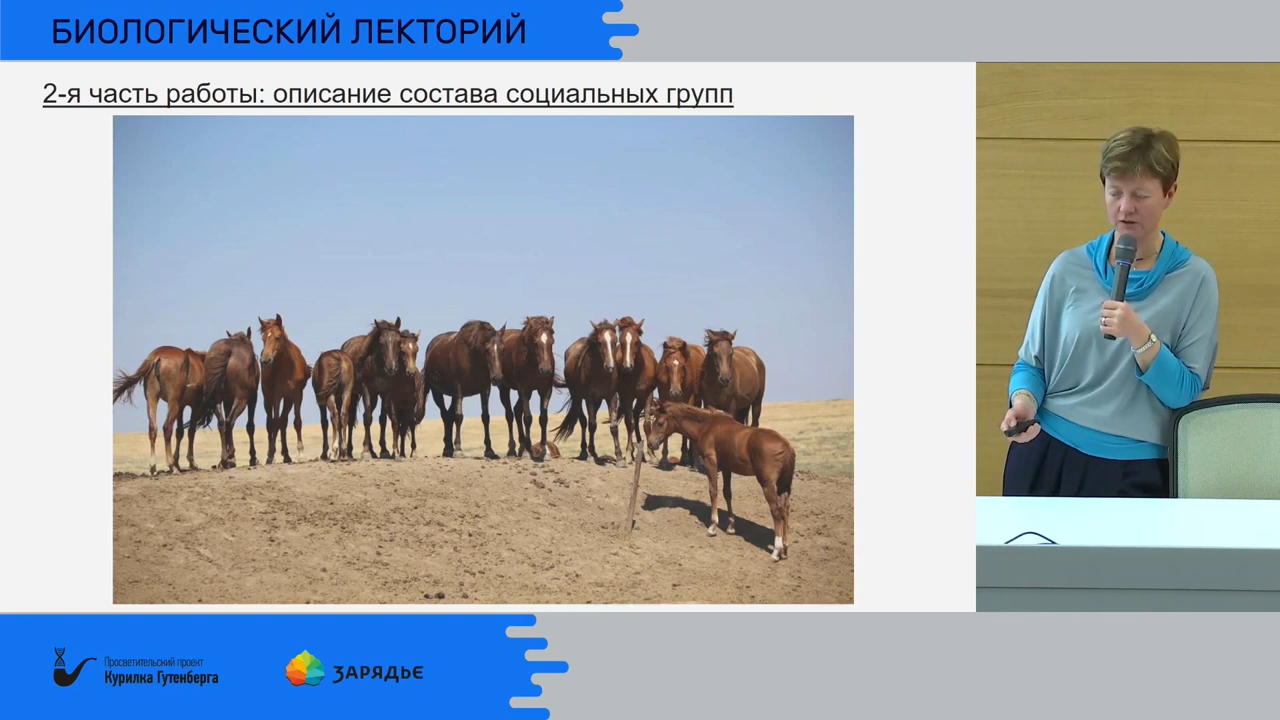 БИОЛОГИЧЕСКИЙ ЛЕКТОРИЙ
2-я часть работы: описание состава социальных групп
Просветительский проект
Курилка Гутенберга
ЗАРЯДЬЕ